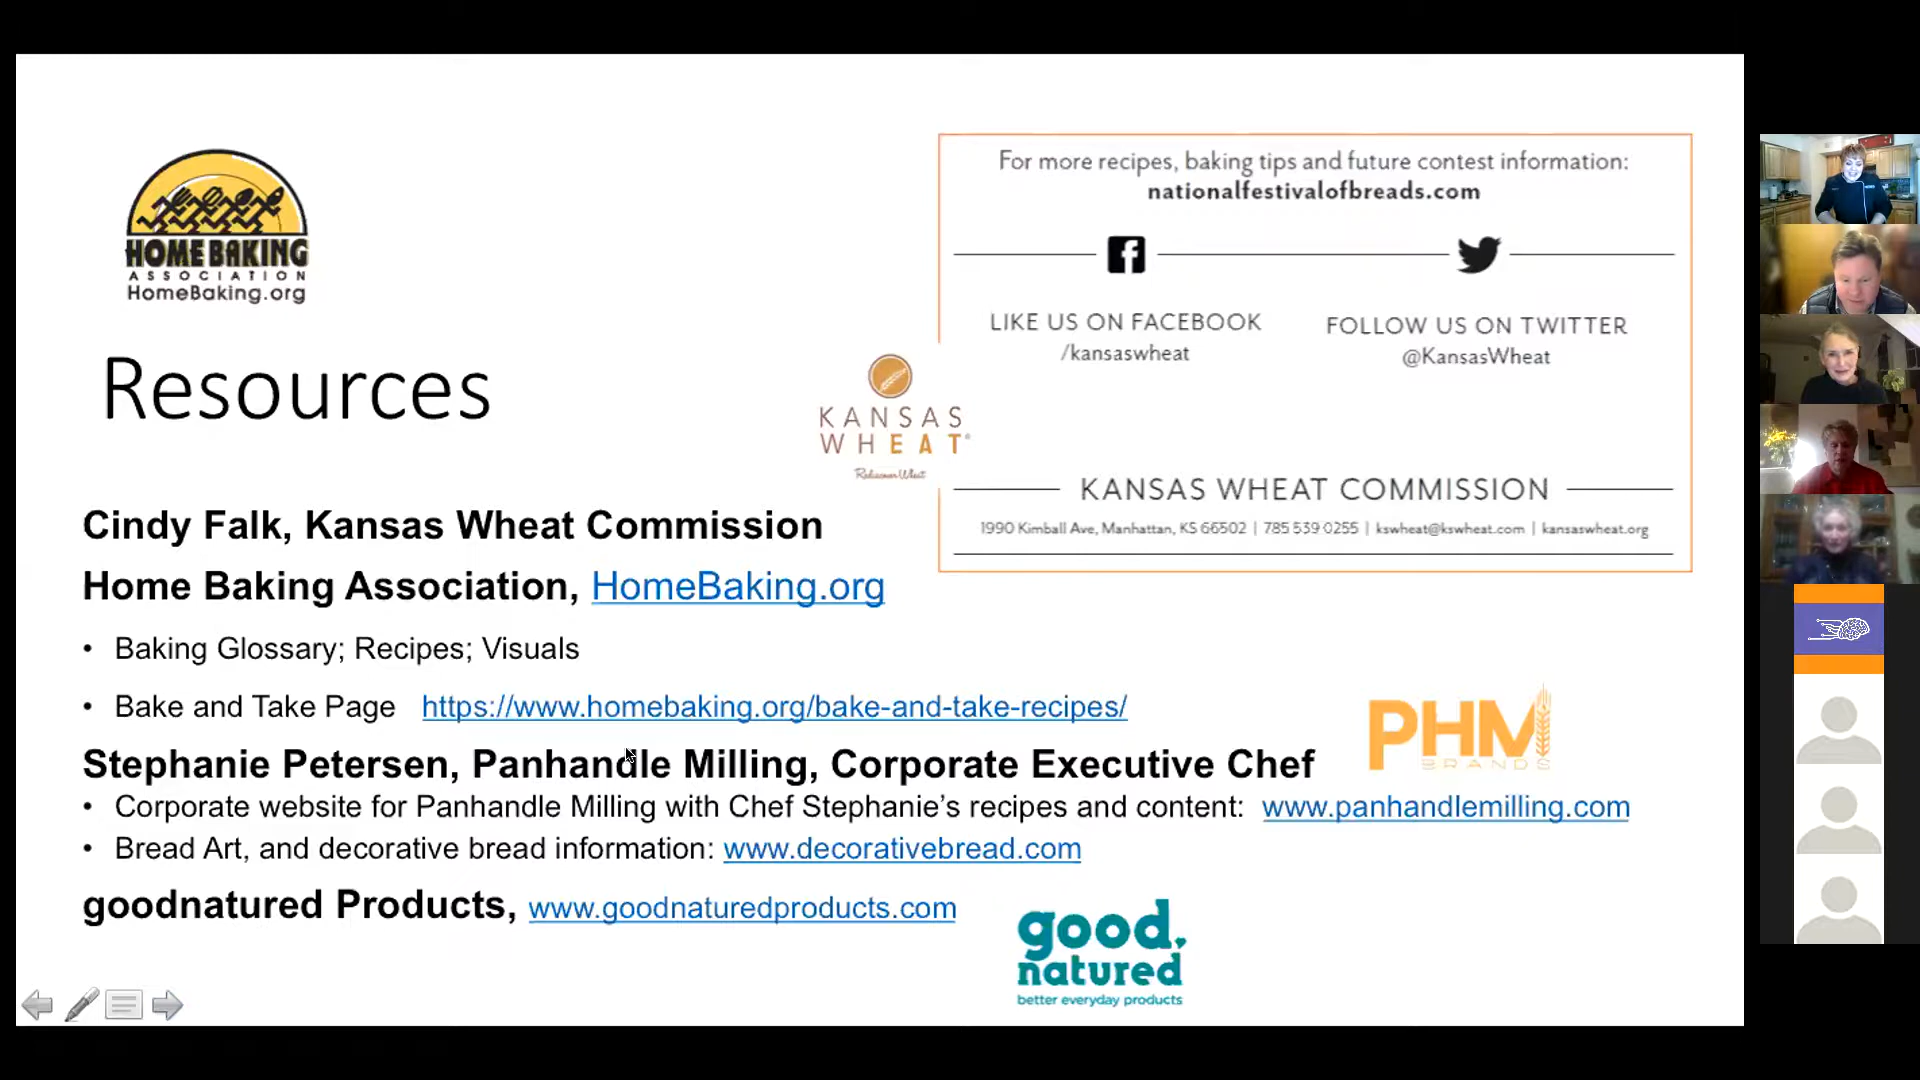 HOME BAKING
ASSOCIATION
HomeBaking.org
For more recipes, baking tips and future contest information:
nationalfestivalofbreads.com
LIKE US ON FACEBOOK
/kansaswheat
FOLLOW US ON TWITTER
@KansasWheat
Resources
KANSAS
WHEAT®
Rediscover Wheat
KANSAS WHEAT COMMISSION
1990 Kimball Ave, Manhattan, KS 66502 | 785 539 0255 | kswheat@kswheat.com | kansaswheat.org
Cindy Falk, Kansas Wheat Commission
Home Baking Association, HomeBaking.org
• Baking Glossary; Recipes; Visuals
• Bake and Take Page https://www.homebaking.org/bake-and-take-recipes/
PHM
BRANDS
Stephanie Petersen, Panhandle Milling, Corporate Executive Chef
• Corporate website for Panhandle Milling with Chef Stephanie’s recipes and content: www.panhandlemilling.com
• Bread Art, and decorative bread information: www.decorativebread.com
goodnatured Products, www.goodnaturedproducts.com
good
natured
better everyday products